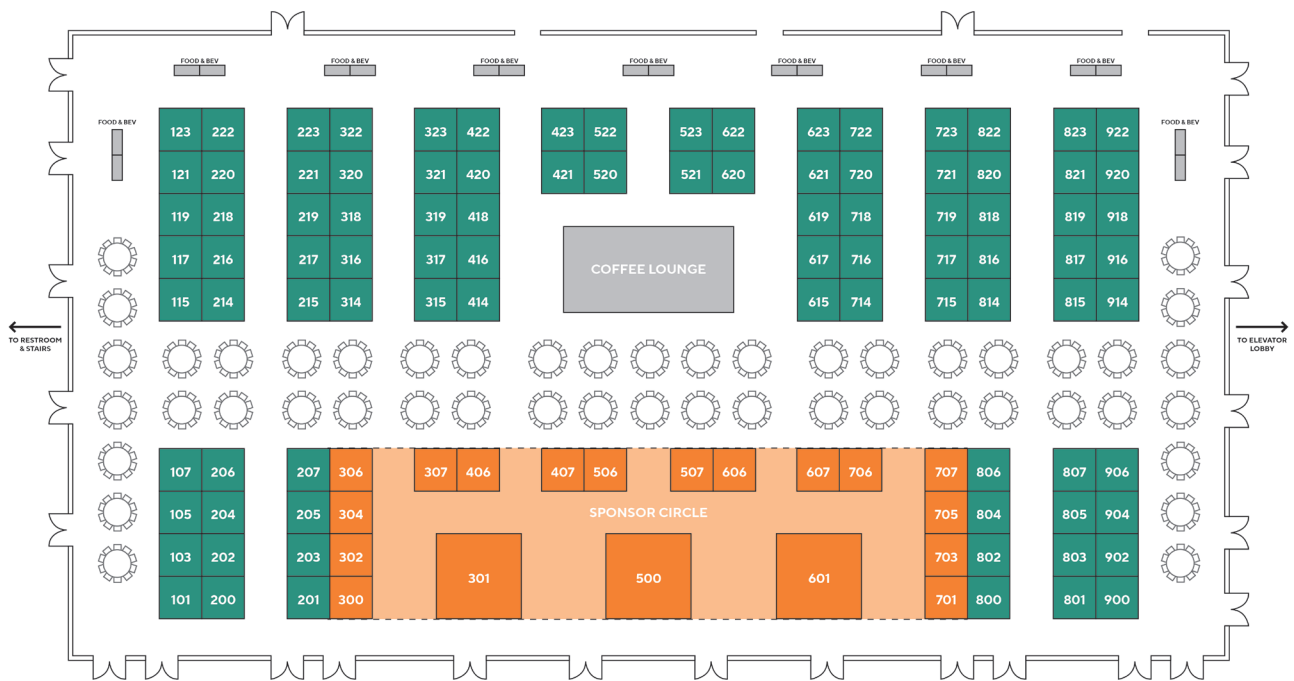 FOOD & BEV
FOOD & BEV
FOOD & BEV
FOOD & BEV
FOOD & BEV
FOOD & BEV
FOOD & BEV
FOOD & BEV
FOOD & BEV
123 222 223 322 323 422 423 522 523 622 623 722 723 822 823 922
121 220 221 320 321 420 421 520 521 620 621 720 721 820 821 920
119 218 219 318 319 418 619 718 719 818 819 918
117 216 217 316 317 416 617 716 717 816 817 916
COFFEE LOUNGE
115 214 215 314 315 414 615 714 715 814 815 914
TO RESTROOM
& STAIRS
TO ELEVATOR
LOBBY
107 206 207 306 307 406 407 506 507 606 607 706 707 806 807 906
105 204 205 304 SPONSOR CIRCLE 705 804 805 904
103 202 203 302 703 802 803 902
301 500 601
101 200 201 300 701 800 801 900